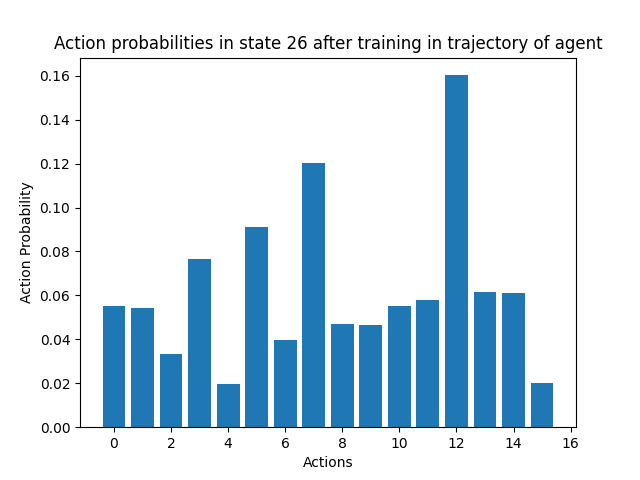 Action probabilities in state 26 after training in trajectory of agent
0.16
0.14
0.12
0.10
0.08
0.06
0.04
0.02
0.00
Action Probability
0 2 4 6 8 10 12 14 16
Actions